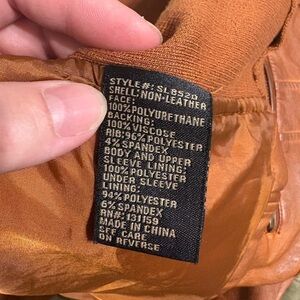 STYLE#: SL8520
SHELL: NON-LEATHER
FACE:
100% POLYURETHANE
BACKING:
100% VISCOSE
RIB: 96% POLYESTER
4% SPANDEX
BODY AND UPPER
SLEEVE LINING:
100% POLYESTER
UNDER SLEEVE
LINING:
94% POLYESTER
6% SPANDEX
RN#: 131159
MADE IN CHINA
SEE CARE
ON REVERSE